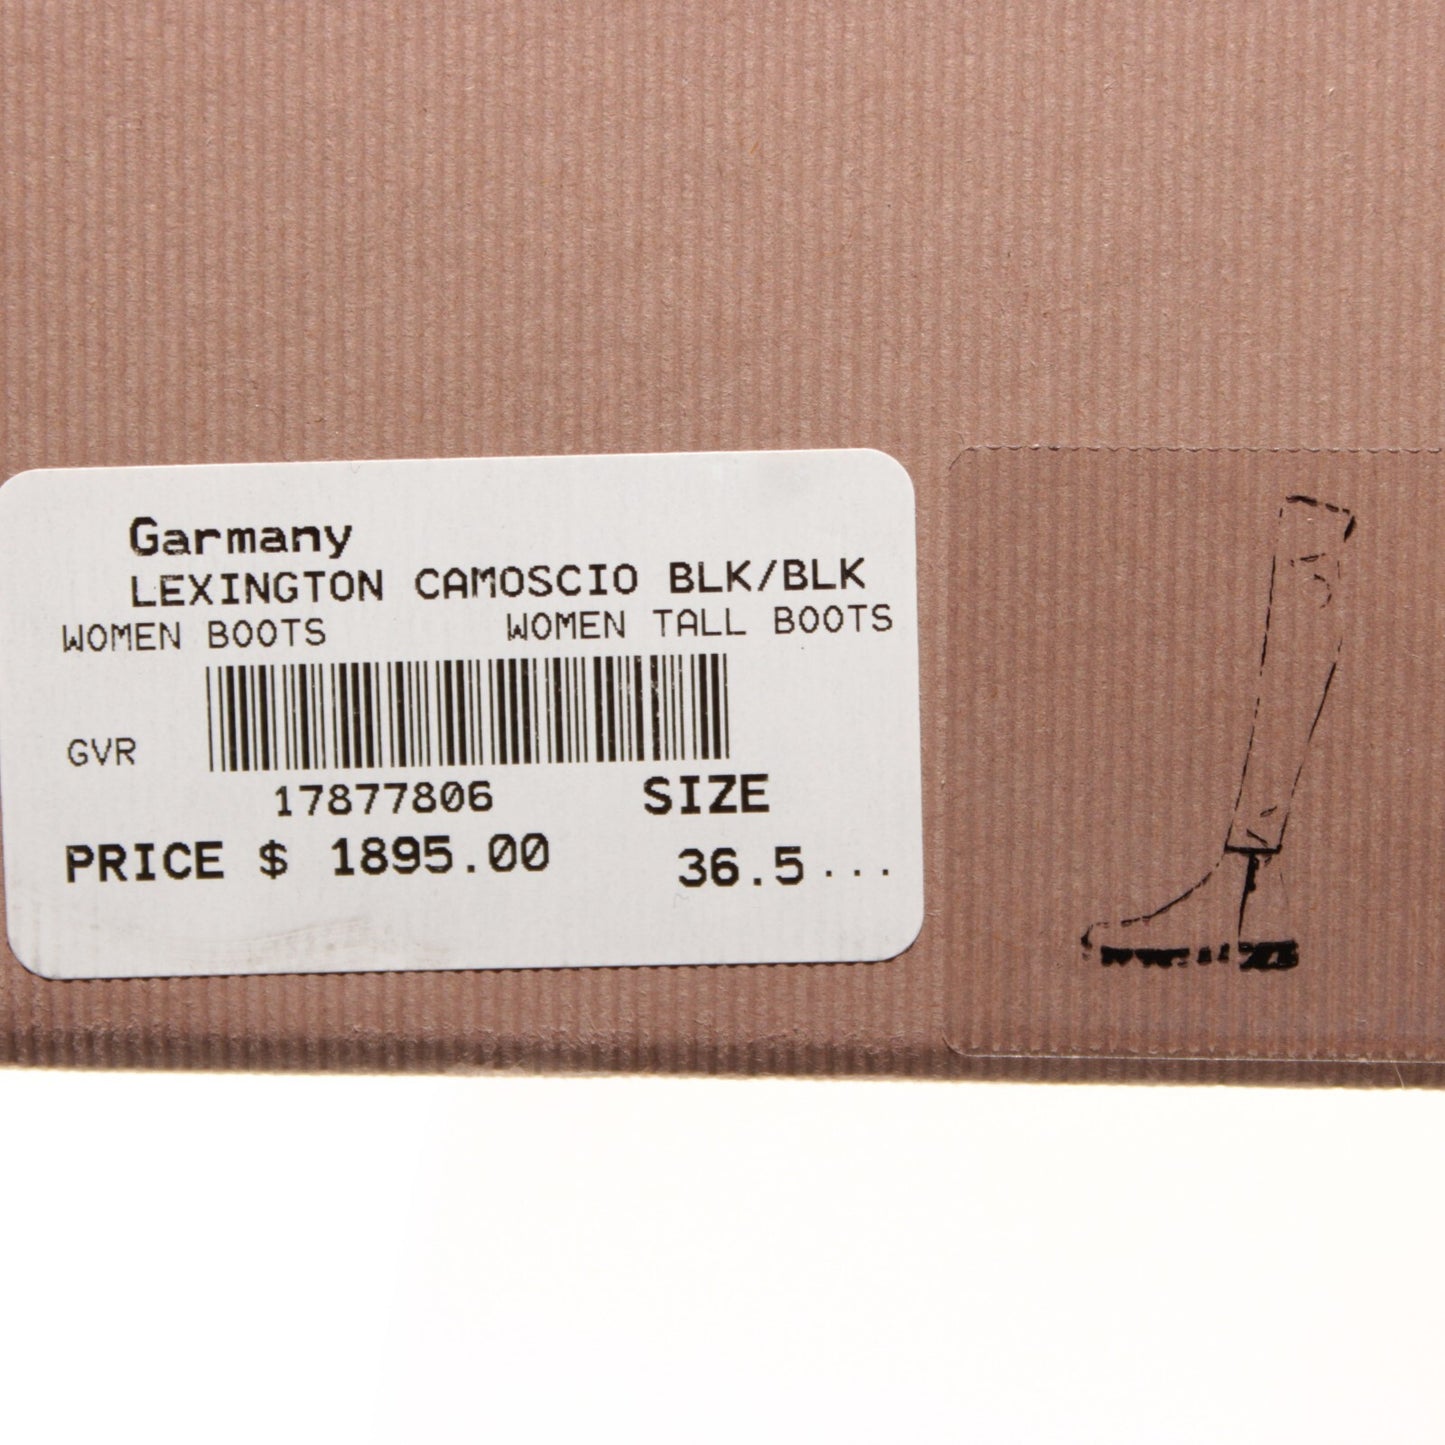 Garmany
LEXINGTON CAMOSCIO BLK/BLK
WOMEN BOOTS WOMEN TALL BOOTS
GVR
17877806 SIZE
PRICE $ 1895.00 36.5...